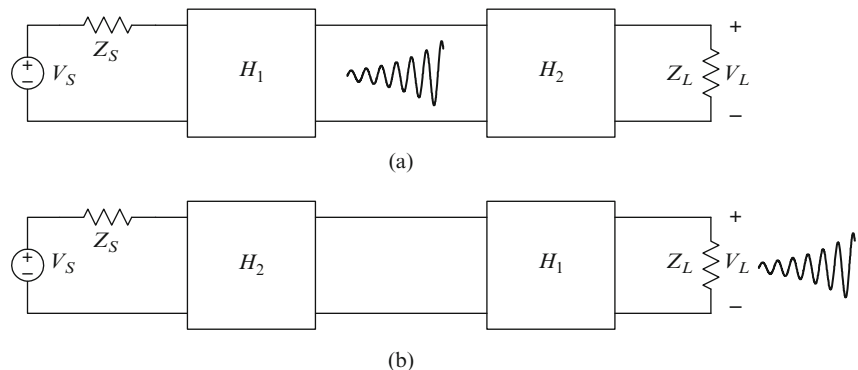 Z_S
+
− V_S
H_1
H_2
+
Z_L V_L
−
(a)
Z_S
+
− V_S
H_2
H_1
+
Z_L V_L
−
(b)